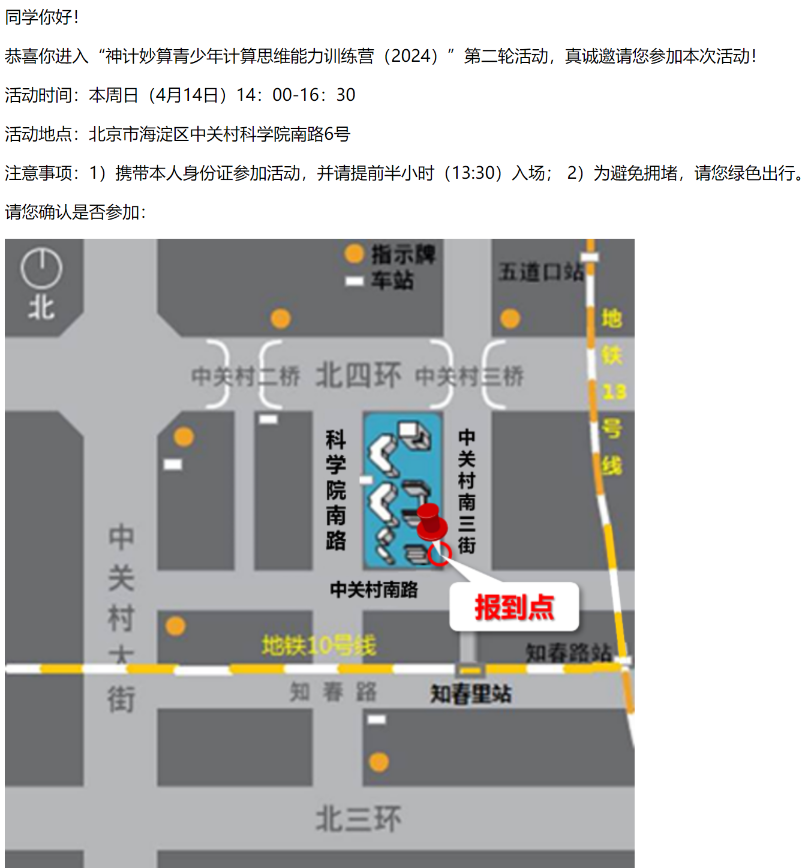 同学你好！
恭喜你进入“神计妙算青少年计算思维能力训练营（2024）”第二轮活动，真诚邀请您参加本次活动！
活动时间：本周日（4月14日）14：00-16：30
活动地点：北京市海淀区中关村科学院南路6号
注意事项：1）携带本人身份证参加活动，并请提前半小时（13:30）入场； 2）为避免拥堵，请您绿色出行。
请您确认是否参加：
北
指示牌
车站
五道口站
地铁13号线
中关村二桥
北四环
中关村三桥
科学院南路
中关村南三街
中关村大街
中关村南路
报到点
地铁10号线
知春路站
知春路
知春里站
北三环